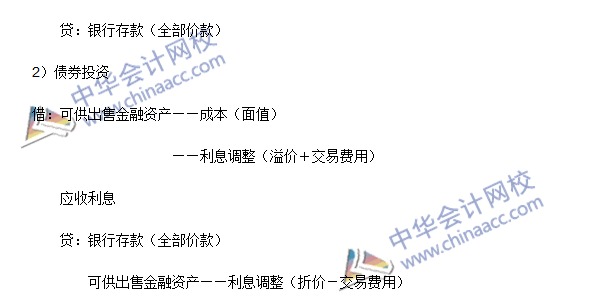 贷：银行存款（全部价款）
2）债券投资
借：可供出售金融资产——成本（面值）
——利息调整（溢价＋交易费用）
应收利息
贷：银行存款（全部价款）
可供出售金融资产——利息调整（折价－交易费用）
中华会计网校
www.chinaacc.com
中华会计网校
www.chinaacc.com